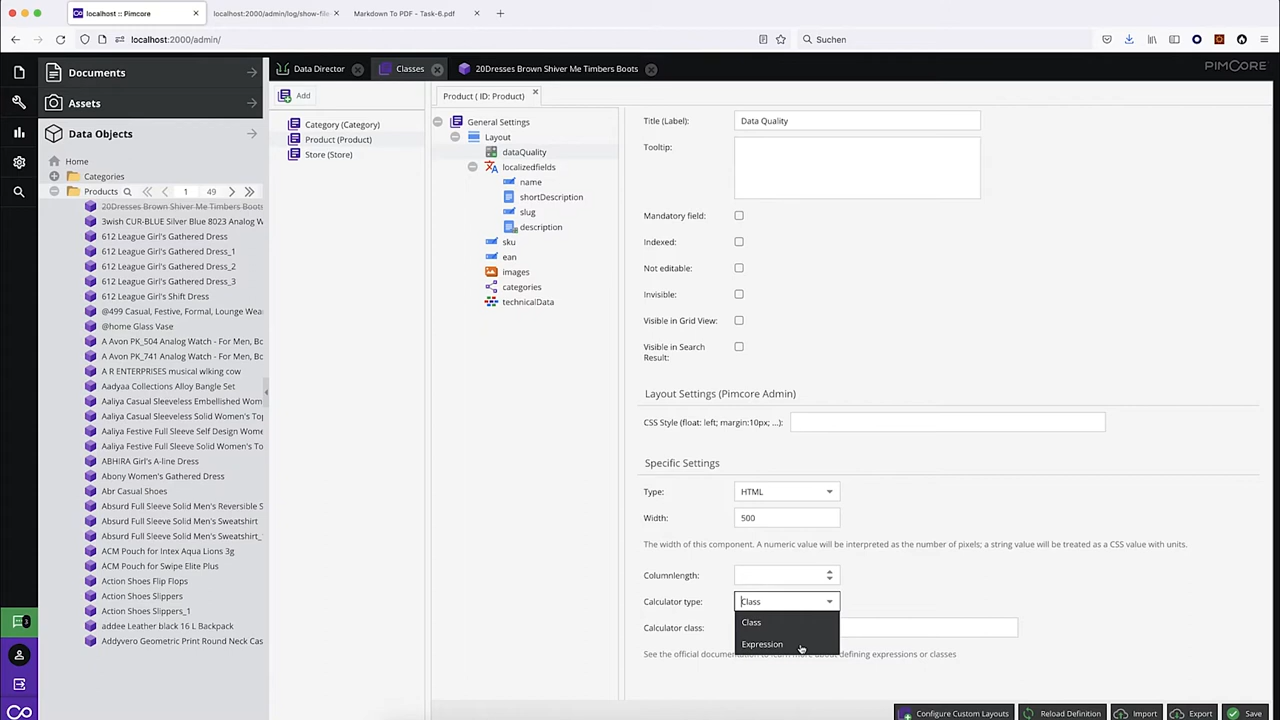 localhost :: Pimcore
localhost:2000/admin/log/show-file-
Markdown To PDF - Task-6.pdf
localhost:2000/admin/
Suchen
Documents
Assets
Data Objects
Home
Categories
Products
1
49
20Dresses Brown Shiver Me Timbers Boots
3wish CUR-BLUE Silver Blue 8023 Analog W
612 League Girl's Gathered Dress
612 League Girl's Gathered Dress_1
612 League Girl's Gathered Dress_2
612 League Girl's Gathered Dress_3
612 League Girl's Shift Dress
@499 Casual, Festive, Formal, Lounge Wea
@home Glass Vase
A Avon PK_504 Analog Watch - For Men, Bo
A Avon PK_741 Analog Watch - For Men, Bo
A R ENTERPRISES musical wlking cow
Aadyaa Collections Alloy Bangle Set
Aaliya Casual Sleeveless Embellished Wom
Aaliya Casual Sleeveless Solid Women's Top
Aaliya Festive Full Sleeve Self Design Wome
Aaliya Festive Full Sleeve Solid Women's To
ABHIRA Girl's A-line Dress
Abony Women's Gathered Dress
Abr Casual Shoes
Absurd Full Sleeve Solid Men's Reversible S
Absurd Full Sleeve Solid Men's Sweatshirt
Absurd Full Sleeve Solid Men's Sweatshirt_
ACM Pouch for Intex Aqua Lions 3g
ACM Pouch for Swipe Elite Plus
Action Shoes Flip Flops
Action Shoes Slippers
Action Shoes Slippers_1
addee Leather black 16 L Backpack
Addyvero Geometric Print Round Neck Cas
Data Director
Classes
20Dresses Brown Shiver Me Timbers Boots
PIMCORE
Add
Category (Category)
Product (Product)
Store (Store)
Product ( ID: Product)
General Settings
Layout
dataQuality
localizedfields
name
shortDescription
slug
description
sku
ean
images
categories
technicalData
Title (Label):
Data Quality
Tooltip:
Mandatory field:
Indexed:
Not editable:
Invisible:
Visible in Grid View:
Visible in Search
Result:
Layout Settings (Pimcore Admin)
CSS Style (float: left; margin:10px; ...):
Specific Settings
Type:
HTML
Width:
500
The width of this component. A numeric value will be interpreted as the number of pixels; a string value will be treated as a CSS value with units.
Columnlength:
Calculator type:
Class
Class
Expression
Calculator class:
See the official documentation to learn more about defining expressions or classes
Configure Custom Layouts
Reload Definition
Import
Export
Save